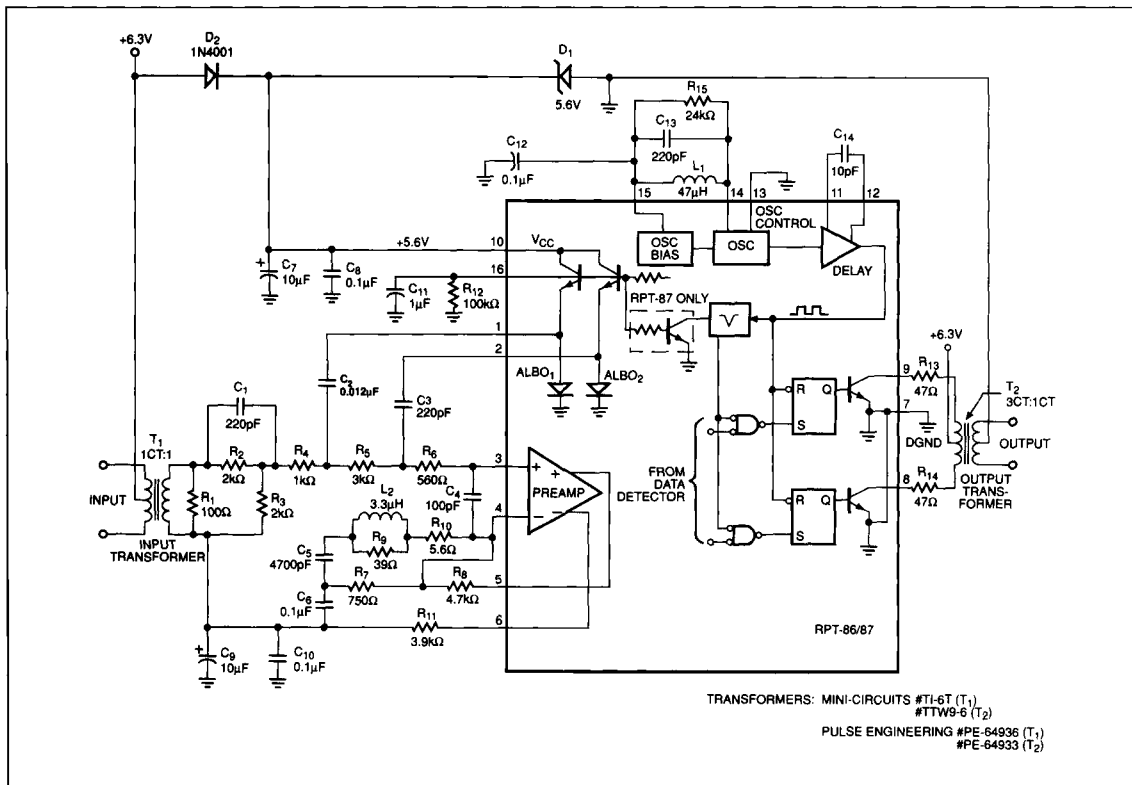 +6.3V
D2
1N4001
D1
5.6V
R15
24kΩ
C13
220pF
L1
47μH
C12
0.1μF
C14
10pF
15
14
13
11
12
OSC
CONTROL
OSC
BIAS
OSC
DELAY
+5.6V
10
VCC
C7
10μF
C8
0.1μF
16
C11
1μF
R12
100kΩ
RPT-87 ONLY
1
2
ALBO1
ALBO2
C2
0.012μF
C3
220pF
+6.3V
9
R13
47Ω
T2
3CT:1CT
7
DGND
OUTPUT
R
Q
S
C1
220pF
T1
1CT:1
R2
2kΩ
R4
1kΩ
R5
3kΩ
R6
560Ω
3
+
+
PREAMP
−
−
INPUT
R1
100Ω
R3
2kΩ
INPUT
TRANSFORMER
C4
100pF
4
L2
3.3μH
R10
5.6Ω
R9
39Ω
C5
4700pF
R7
750Ω
R8
4.7kΩ
5
C6
0.1μF
R11
3.9kΩ
6
FROM
DATA
DETECTOR
R
Q
S
8
R14
47Ω
OUTPUT
TRANS-
FORMER
C9
+
10μF
C10
0.1μF
RPT-86/87
TRANSFORMERS: MINI-CIRCUITS #TI-6T (T1)
#TTW9-6 (T2)
PULSE ENGINEERING #PE-64936 (T1)
#PE-64933 (T2)